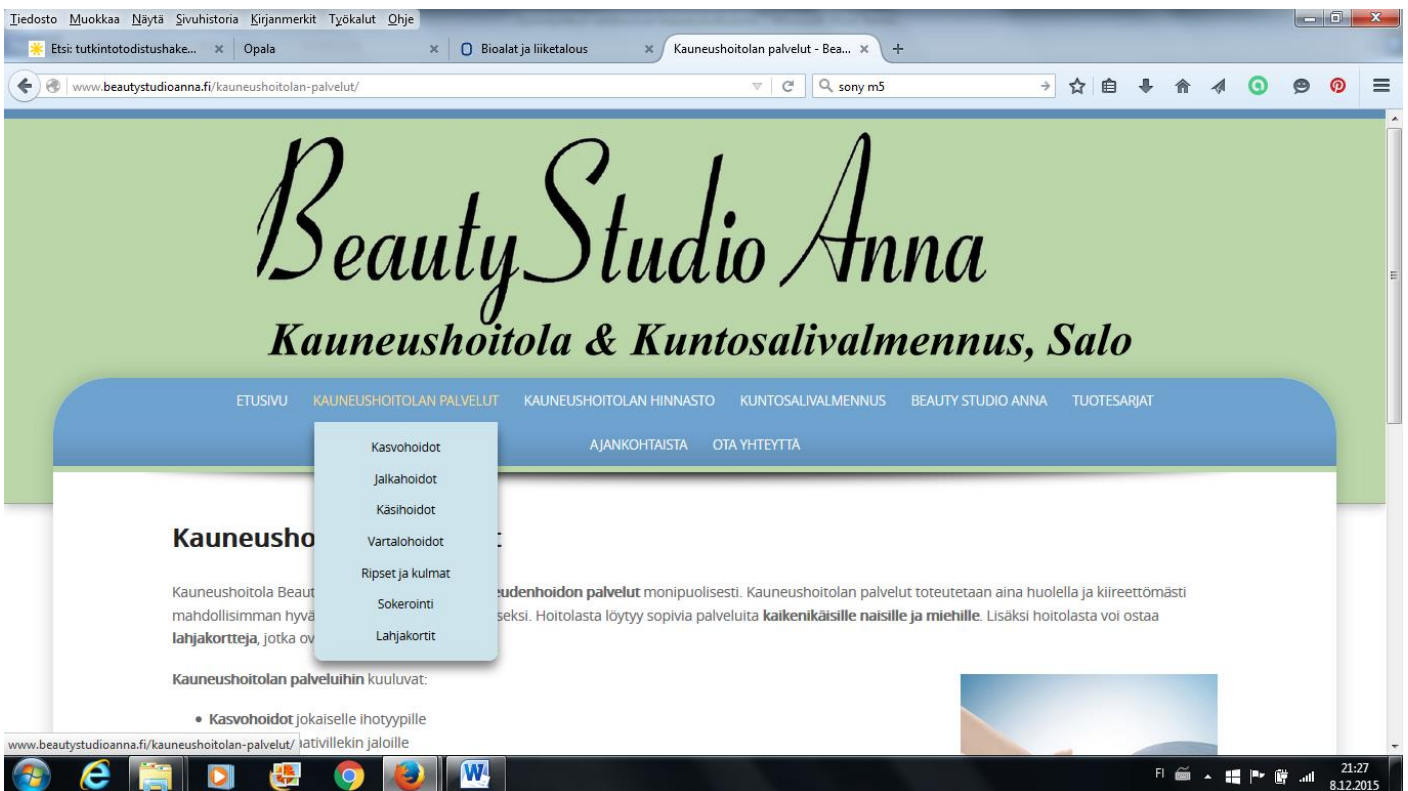 Tiedosto Muokkaa Näytä Sivuhistoria Kirjanmerkit Työkalut Ohje
Etsi: tutkintotodistushake... Opala Bioalat ja liiketalous Kauneushoitolan palvelut - Bea...
www.beautystudioanna.fi/kauneushoitolan-palvelut/ sony m5
Beauty Studio Anna
Kauneushoitola & Kuntosalivalmennus, Salo
ETUSIVU KAUNEUSHOITOLAN PALVELUT KAUNEUSHOITOLAN HINNASTO KUNTOSALIVALMENNUS BEAUTY STUDIO ANNA TUOTESARJAT
AJANKOHTAISTA OTA YHTEYTTÄ
Kasvohoidot
Jalkahoidot
Käsihoidot
Vartalohoidot
Ripset ja kulmat
Sokerointi
Lahjakortit
Kauneusho
Kauneushoitola Beaut eudenhoidon palvelut monipuolisesti. Kauneushoitolan palvelut toteutetaan aina huolella ja kiireettömästi
mahdollisimman hyvä seksi. Hoitolasta löytyy sopivia palveluita kaikenikäisille naisille ja miehille. Lisäksi hoitolasta voi ostaa
lahjakortteja, jotka ov
Kauneushoitolan palveluihin kuuluvat:
• Kasvohoidot jokaiselle ihotyypille
ativillekin jaloille
www.beautystudioanna.fi/kauneushoitolan-palvelut/
FI 21:27
8.12.2015